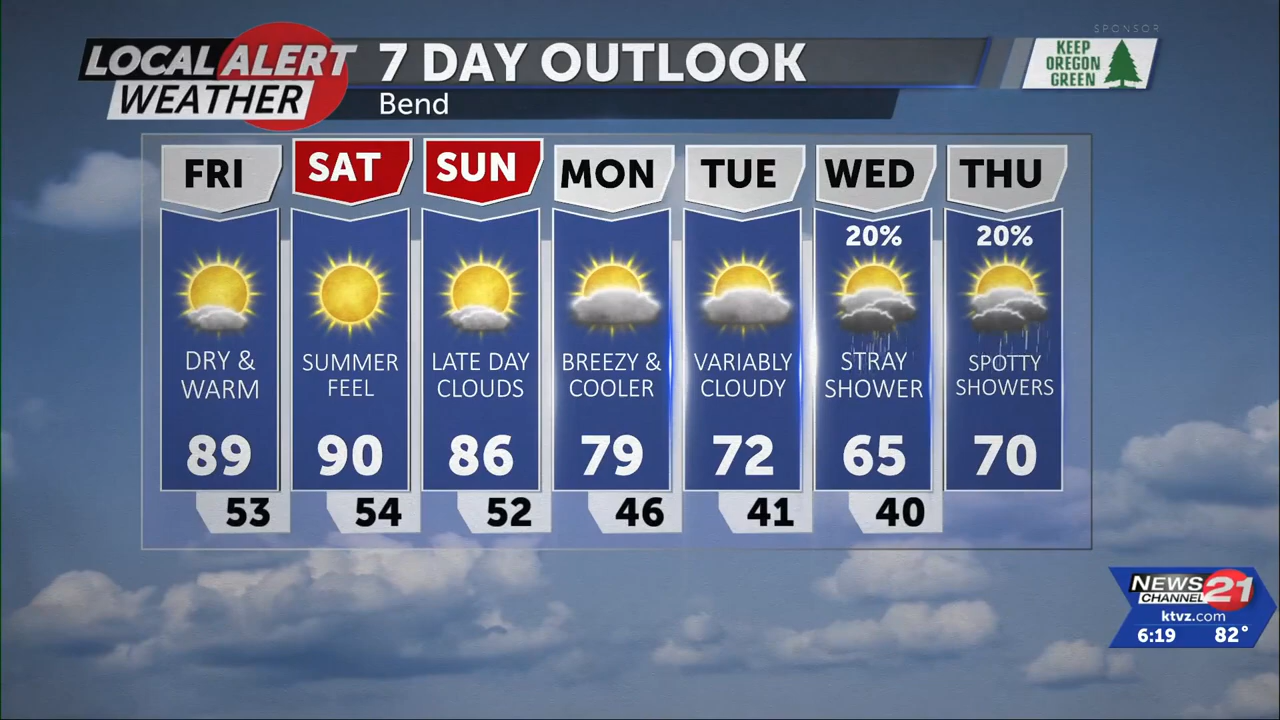 SPONSOR
LOCAL ALERT
WEATHER
7 DAY OUTLOOK
Bend
KEEP
OREGON
GREEN
FRI
SAT
SUN
MON
TUE
WED
THU
20%
20%
DRY &
WARM
SUMMER
FEEL
LATE DAY
CLOUDS
BREEZY &
COOLER
VARIABLY
CLOUDY
STRAY
SHOWER
SPOTTY
SHOWERS
89
90
86
79
72
65
70
53
54
52
46
41
40
NEWS
CHANNEL 21
ktvz.com
6:19 82°